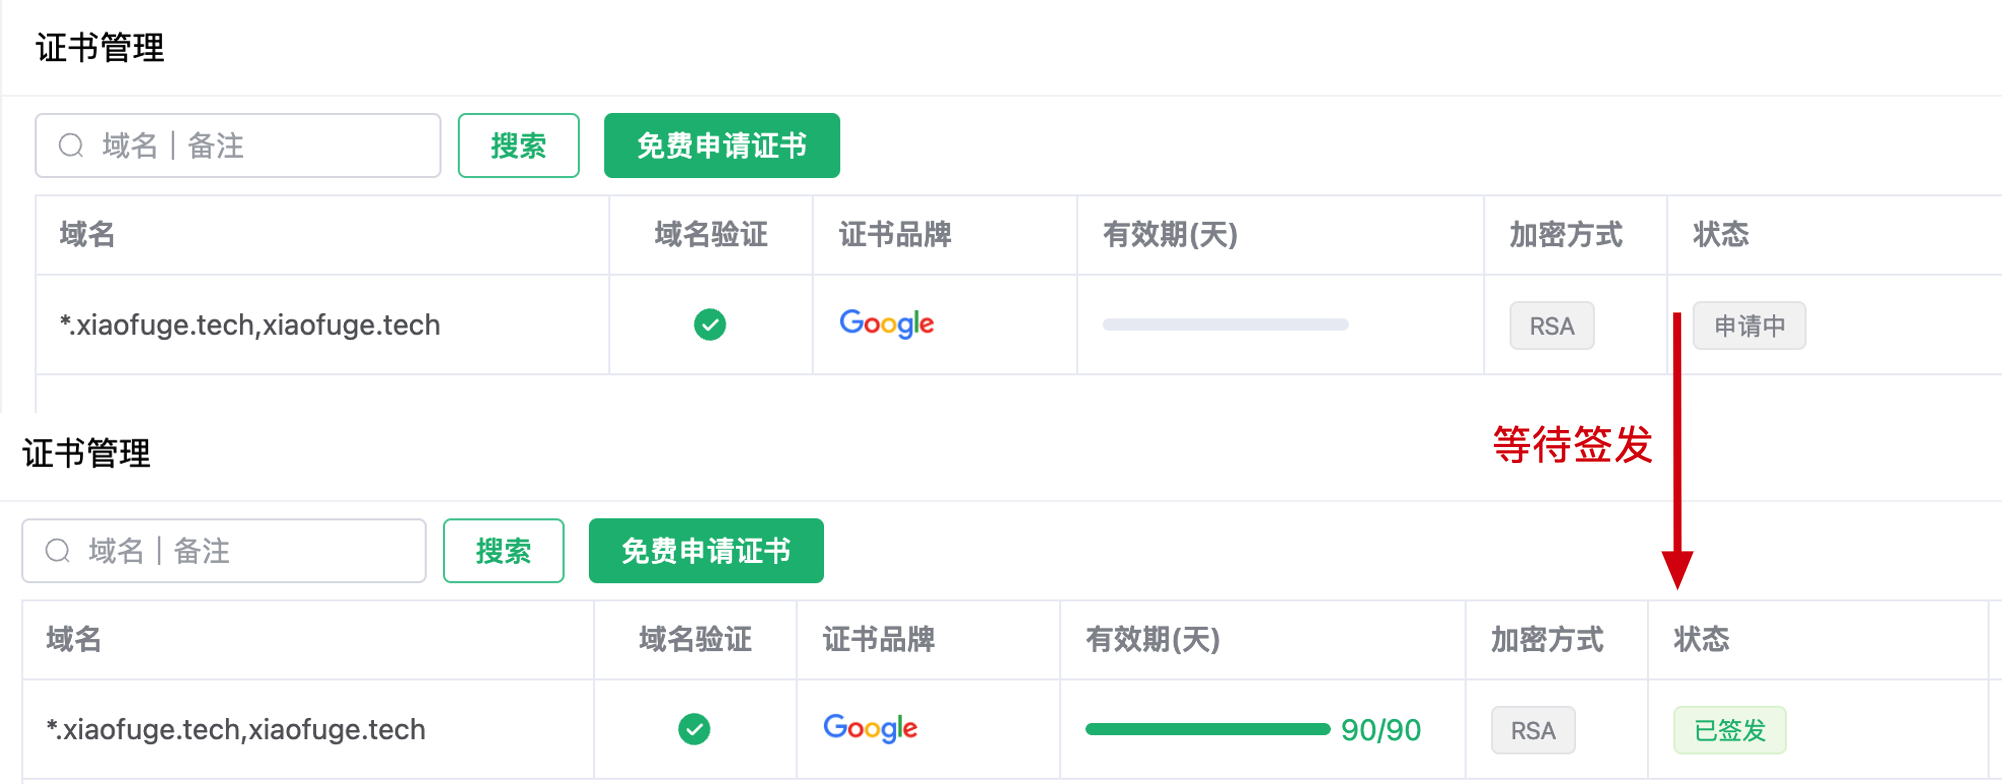 证书管理
域名 | 备注 搜索 免费申请证书
域名 域名验证 证书品牌 有效期(天) 加密方式 状态
*.xiaofuge.tech,xiaofuge.tech Google RSA 申请中
等待签发
证书管理
域名 | 备注 搜索 免费申请证书
域名 域名验证 证书品牌 有效期(天) 加密方式 状态
*.xiaofuge.tech,xiaofuge.tech Google 90/90 RSA 已签发